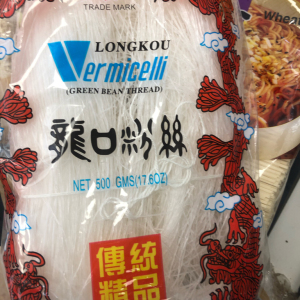 TRADE MARK
LONGKOU
Vermicelli
(GREEN BEAN THREAD)
龍口粉絲
NET 500 GMS(17.6OZ)
傳統
精品